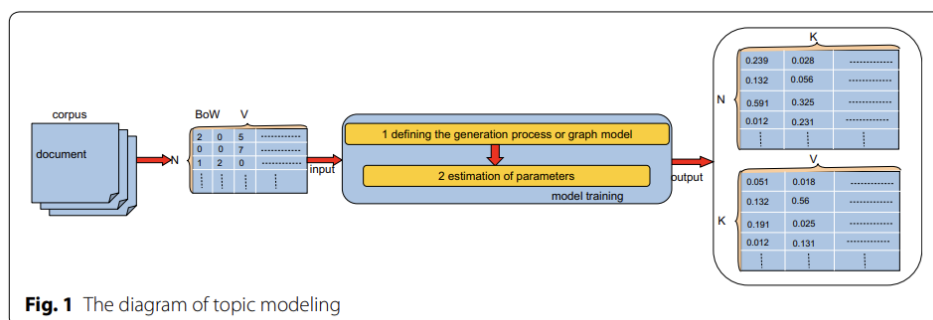 corpus
document
BoW V
N
2 0 5 ------------
0 0 7 ------------
1 2 0 ------------
input
1 defining the generation process or graph model
2 estimation of parameters
model training
output
K
N
0.239 0.028 -------------
0.132 0.056 -------------
0.591 0.325 -------------
0.012 0.231 -------------
V
K
0.051 0.018 -------------
0.132 0.56 -------------
0.191 0.025 -------------
0.012 0.131 -------------
Fig. 1 The diagram of topic modeling